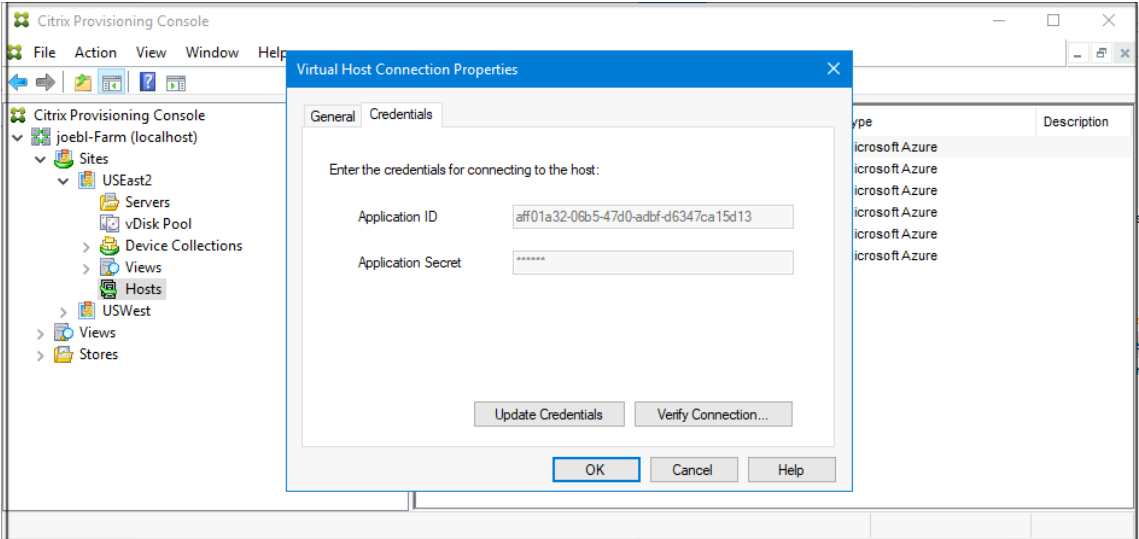 Citrix Provisioning Console
File Action View Window Help
Citrix Provisioning Console
joebl-Farm (localhost)
Sites
USEast2
Servers
vDisk Pool
Device Collections
Views
Hosts
USWest
Views
Stores
Virtual Host Connection Properties
General Credentials
Enter the credentials for connecting to the host:
Application ID aff01a32-06b5-47d0-adbf-d6347ca15d13
Application Secret ******
Update Credentials Verify Connection...
OK Cancel Help
ype Description
icrosoft Azure
icrosoft Azure
icrosoft Azure
icrosoft Azure
icrosoft Azure
icrosoft Azure